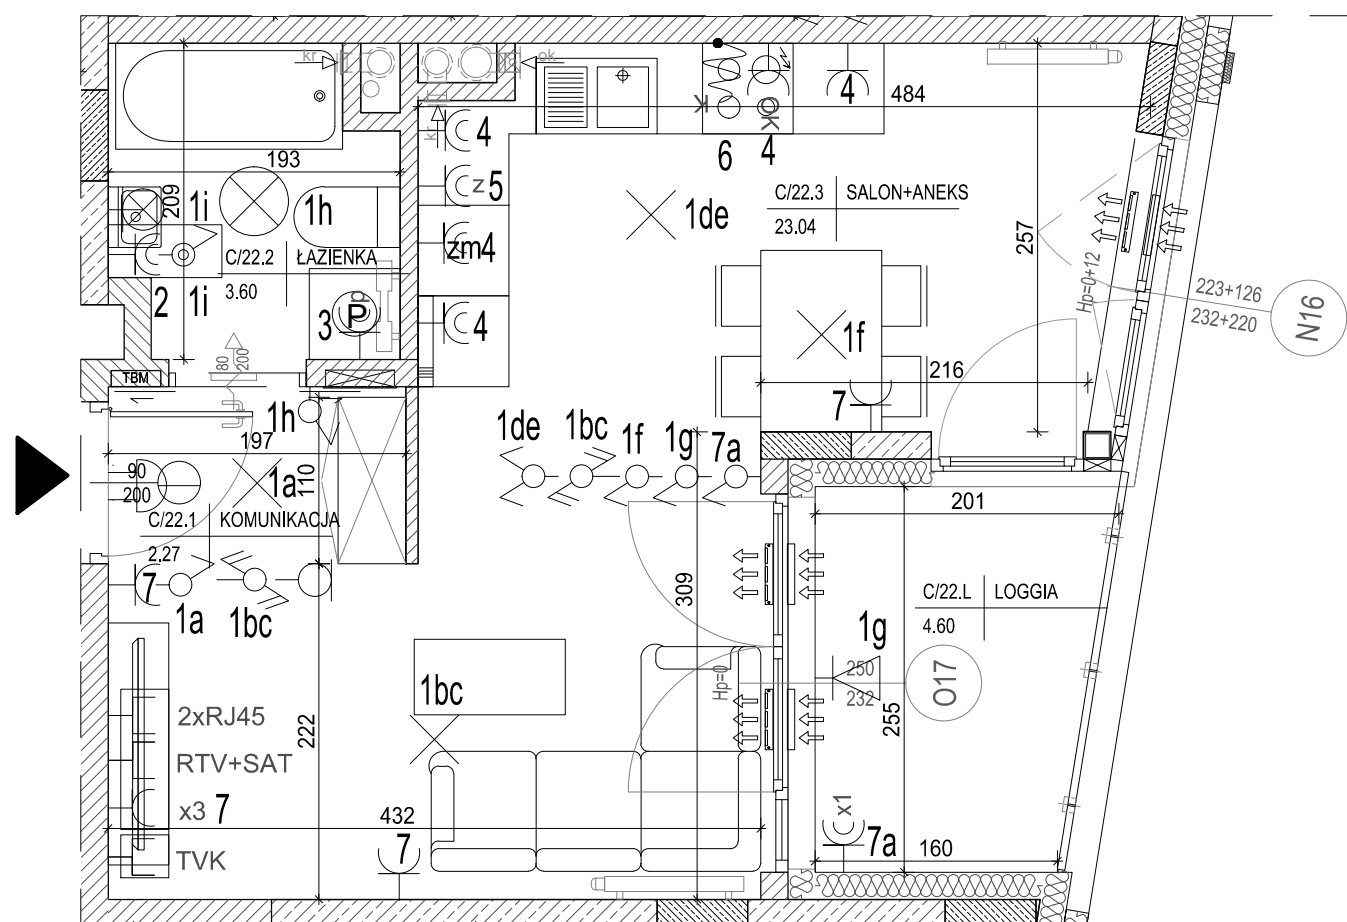 kr
ok
484
4
4
kr
K
OK
6
4
193
209
1i
1h
z 5
1de
C/22.3 SALON+ANEKS
23.04
zm 4
257
Hp=0+12
223+126
232+220
N16
C/22.2 ŁAZIENKA
3.60
2
1i
3
P
4
1f
80
200
TBM
216
7
1h
197
110
1de
1bc
1f
1g
7a
90
200
1a
C/22.1 KOMUNIKACJA
2.27
201
7
1a
1bc
309
C/22.L LOGGIA
4.60
1g
250
232
O17
Hp=0
255
1bc
222
2xRJ45
RTV+SAT
x3 7
TVK
432
7
x1
7a
160